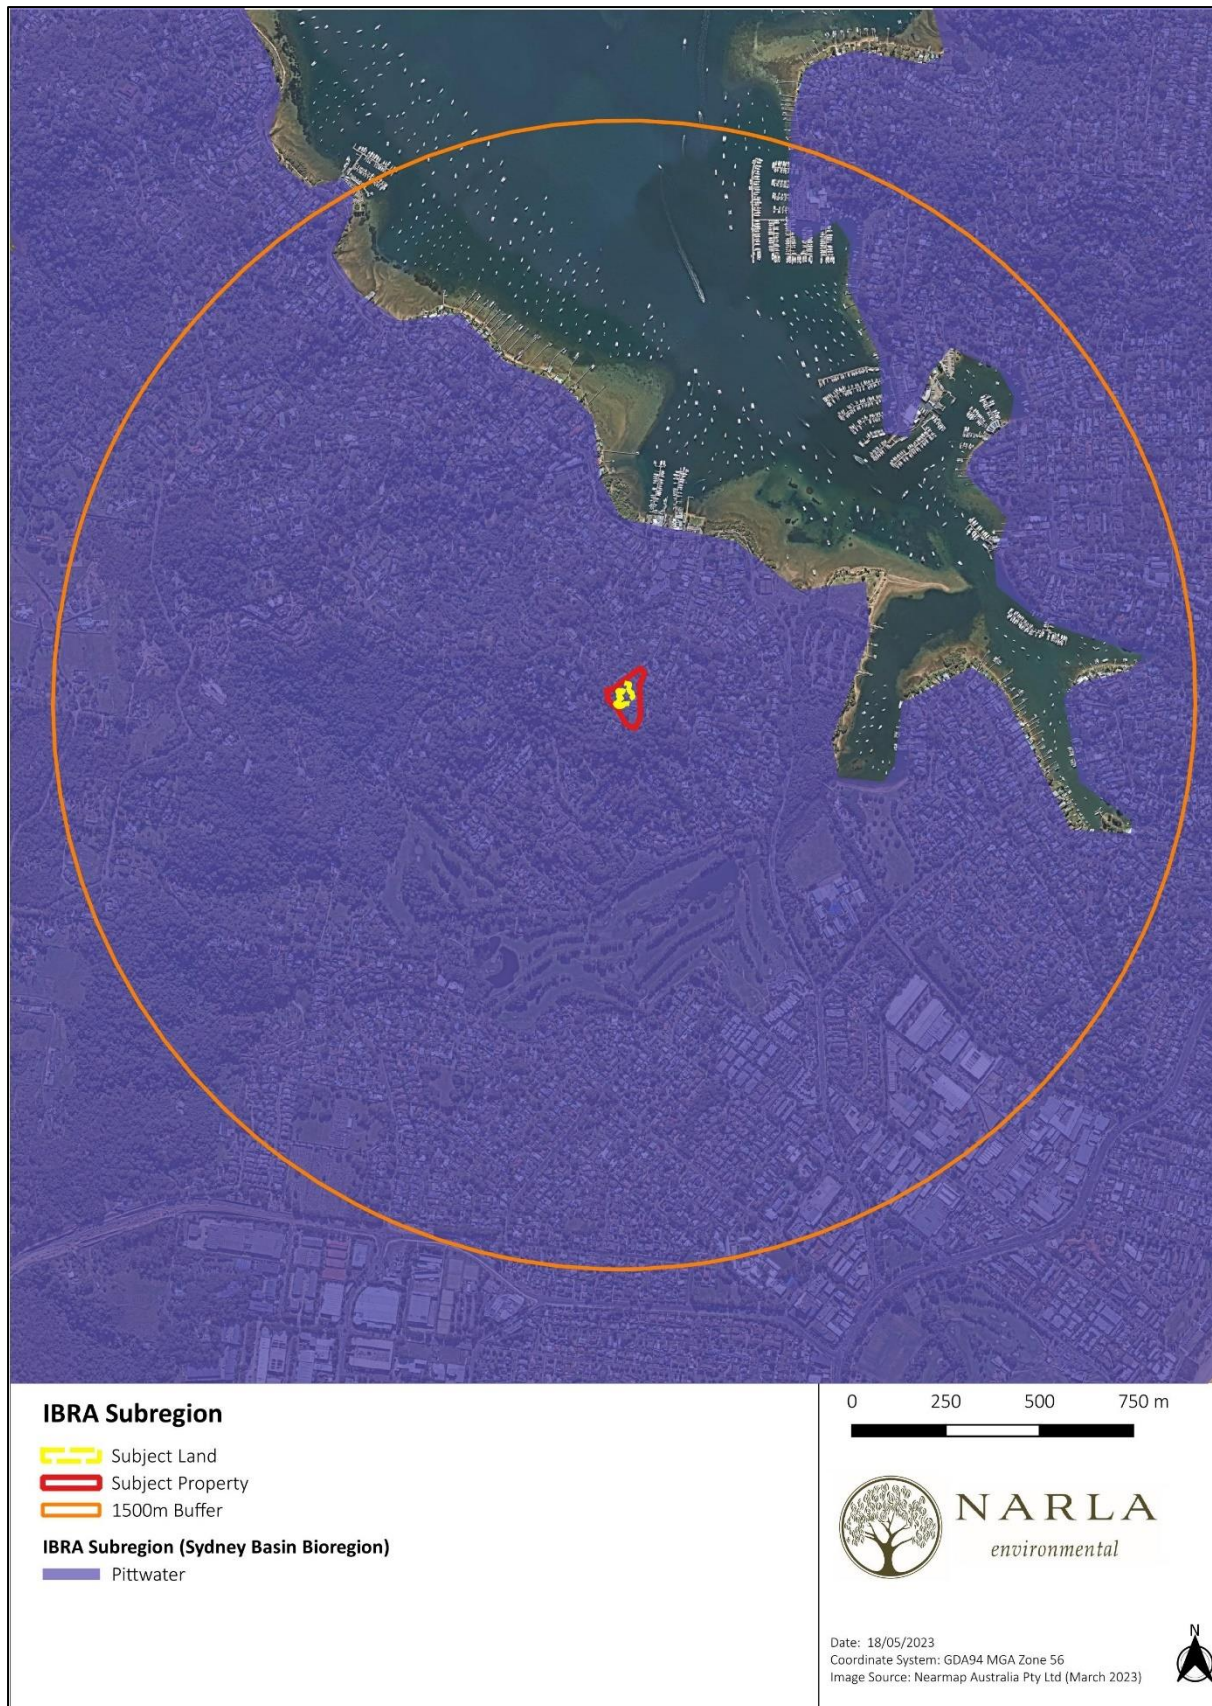 IBRA Subregion
Subject Land
Subject Property
1500m Buffer
IBRA Subregion (Sydney Basin Bioregion)
Pittwater
0 250 500 750 m
NARLA
environmental
N
Date: 18/05/2023
Coordinate System: GDA94 MGA Zone 56
Image Source: Nearmap Australia Pty Ltd (March 2023)